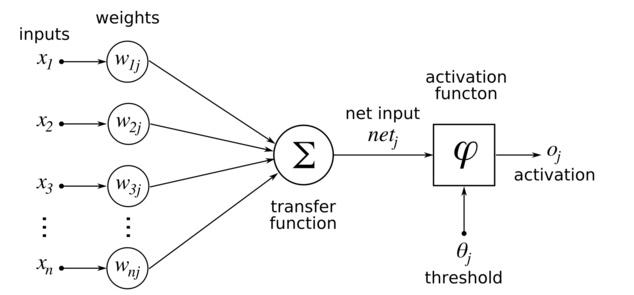 inputs
weights
x1
w1j
x2
w2j
x3
w3j
⋮
⋮
xn
wnj
Σ
transfer
function
net input
netj
activation
functon
φ
oj
activation
θj
threshold